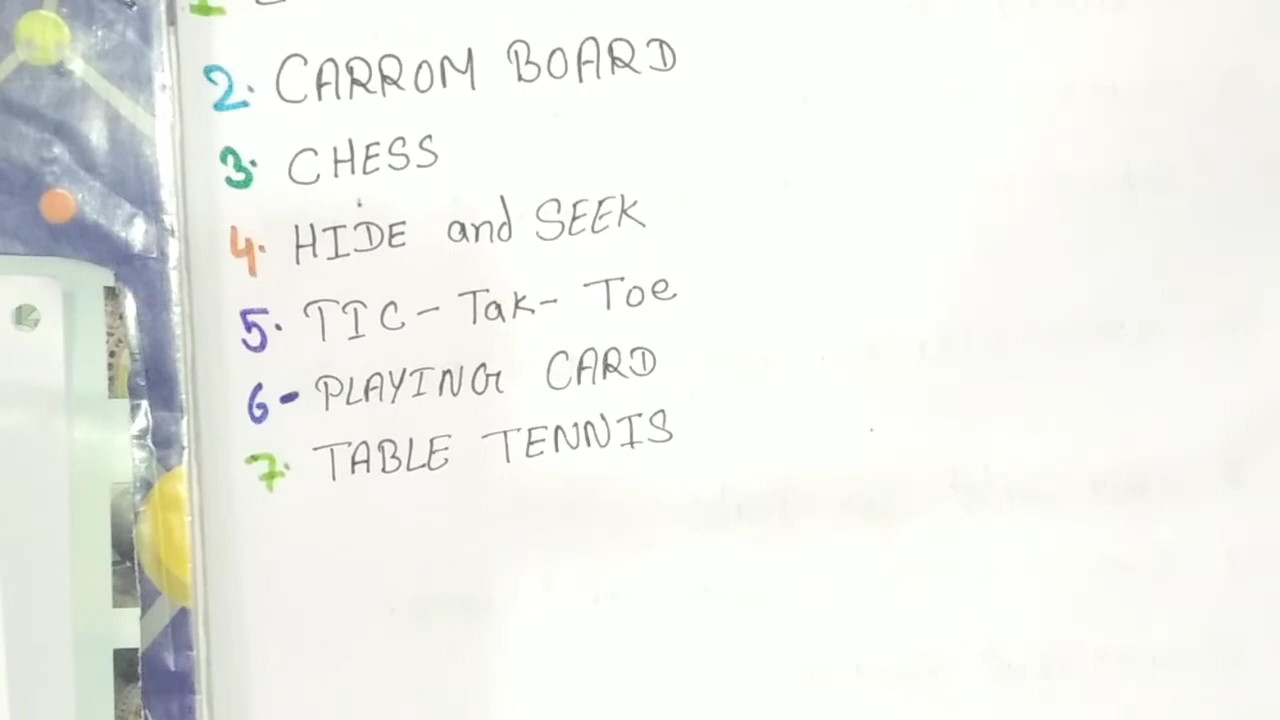 2. CARROM BOARD
3. CHESS
4. HIDE and SEEK
5. TIC - Tak - Toe
6 - PLAYING CARD
7. TABLE TENNIS